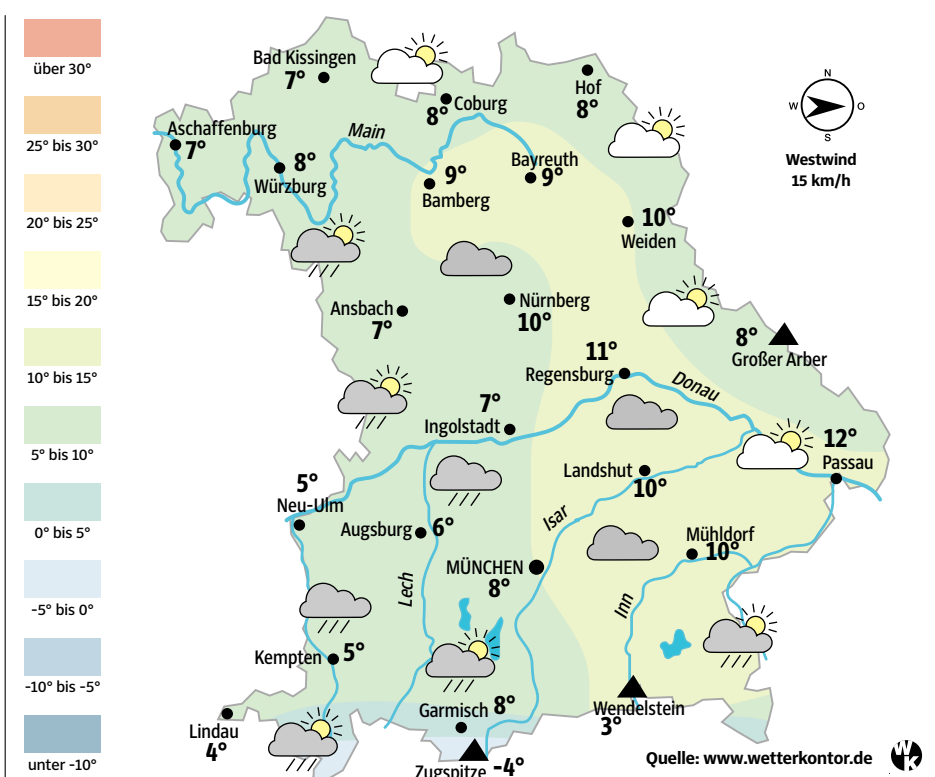 über 30°
25° bis 30°
20° bis 25°
15° bis 20°
10° bis 15°
5° bis 10°
0° bis 5°
-5° bis 0°
-10° bis -5°
unter -10°
Bad Kissingen
7°
8° Coburg
Hof
8°
Aschaffenburg
7°
Main
8°
Würzburg
9°
Bamberg
Bayreuth
9°
10°
Weiden
Ansbach
7°
Nürnberg
10°
8°
Großer Arber
11°
Regensburg
Donau
7°
Ingolstadt
12°
Passau
5°
Neu-Ulm
Landshut
10°
Augsburg 6°
Isar
Mühldorf
10°
MÜNCHEN
8°
Lech
Inn
Kempten 5°
Lindau
4°
Garmisch 8°
Zugspitze -4°
Wendelstein
3°
N
W
O
S
Westwind
15 km/h
Quelle: www.wetterkontor.de
WK